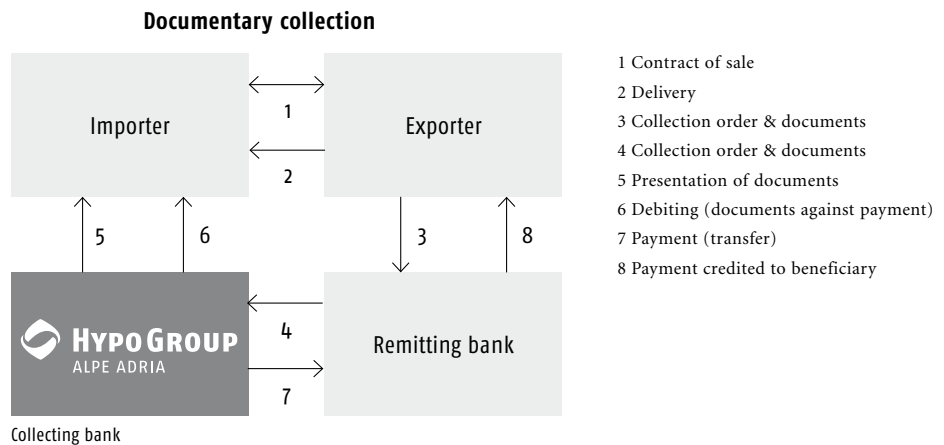 Documentary collection
Importer
1
2
Exporter
5
6
3
8
HYPO GROUP
ALPE ADRIA
4
7
Remitting bank
Collecting bank
1 Contract of sale
2 Delivery
3 Collection order & documents
4 Collection order & documents
5 Presentation of documents
6 Debiting (documents against payment)
7 Payment (transfer)
8 Payment credited to beneficiary